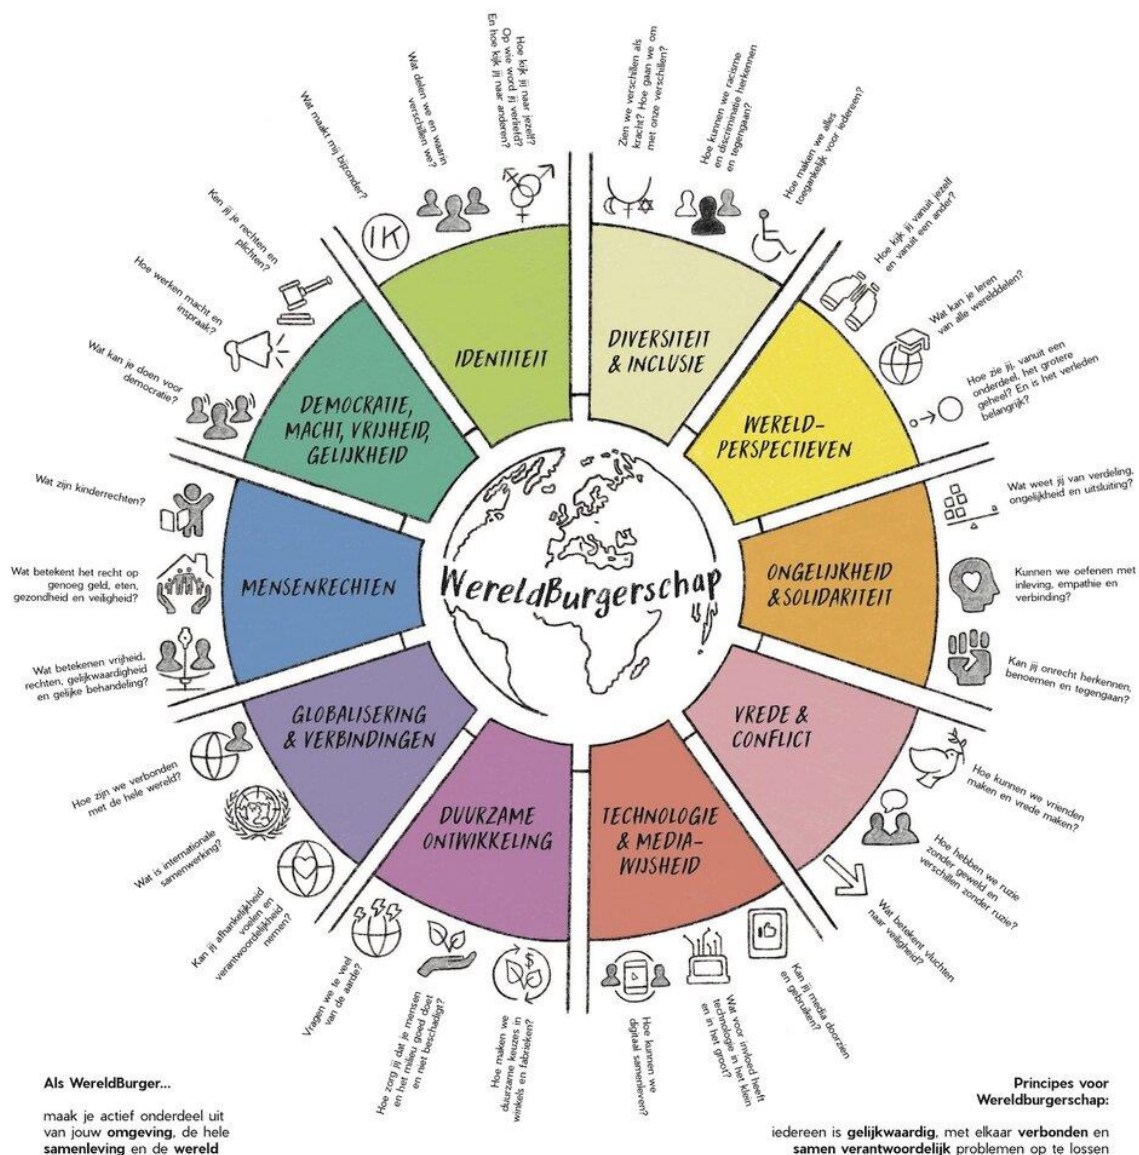 Hoe kijk jij naar jezelf?
Op wie word jij verliefd?
En hoe kijk jij naar anderen?
Wat delen we en waarin
verschillen we?
Wat maakt mij bijzonder?
IK
IDENTITEIT
Zien we verschillen als
kracht? Hoe gaan we om
met onze verschillen?
Hoe kunnen we racisme
en discriminatie herkennen
en tegengaan?
Hoe maken we alles
toegankelijk voor iedereen?
DIVERSITEIT
& INCLUSIE
Hoe kijk jij vanuit jezelf
en vanuit een ander?
Wat kan je leren
van alle werelddelen?
Hoe zie jij, vanuit een
onderdeel, het grotere
geheel? En is het verleden
belangrijk?
WERELD-
PERSPECTIEVEN
Wat weet jij van verdeling,
ongelijkheid en uitsluiting?
Kunnen we oefenen met
inleving, empathie en
verbinding?
Kan jij onrecht herkennen,
benoemen en tegengaan?
ONGELIJKHEID
& SOLIDARITEIT
Hoe kunnen we vrienden
maken en vrede maken?
Hoe hebben we ruzie
zonder geweld en
verschillen zonder ruzie?
Wat betekent vluchten
naar veiligheid?
VREDE &
CONFLICT
Kan jij media doorzien
en gebruiken?
Wat voor invloed heeft
technologie in het klein
en in het groot?
Hoe kunnen we
digitaal samenleven?
TECHNOLOGIE
& MEDIA-
WIJSHEID
Hoe maken we
duurzame keuzes in
winkels en fabrieken?
$
Hoe zorg jij dat je mensen
en het milieu goed doet
en niet beschadigt?
Vragen we te veel
van de aarde?
DUURZAME
ONTWIKKELING
Kan jij afhankelijkheid
voelen en
verantwoordelijkheid
nemen?
Wat is internationale
samenwerking?
Hoe zijn we verbonden
met de hele wereld?
GLOBALISERING
& VERBINDINGEN
Wat betekenen vrijheid,
rechten, gelijkwaardigheid
en gelijke behandeling?
Wat betekent het recht op
genoeg geld, eten,
gezondheid en veiligheid?
Wat zijn kinderrechten?
MENSENRECHTEN
Wat kan je doen voor
democratie?
Hoe werken macht en
inspraak?
Ken jij je rechten en
plichten?
DEMOCRATIE,
MACHT, VRIJHEID,
GELIJKHEID
WereldBurgerschap
Als WereldBurger...
maak je actief onderdeel uit
van jouw omgeving, de hele
samenleving en de wereld
Principes voor
Wereldburgerschap:
iedereen is gelijkwaardig, met elkaar verbonden en
samen verantwoordelijk problemen op te lossen